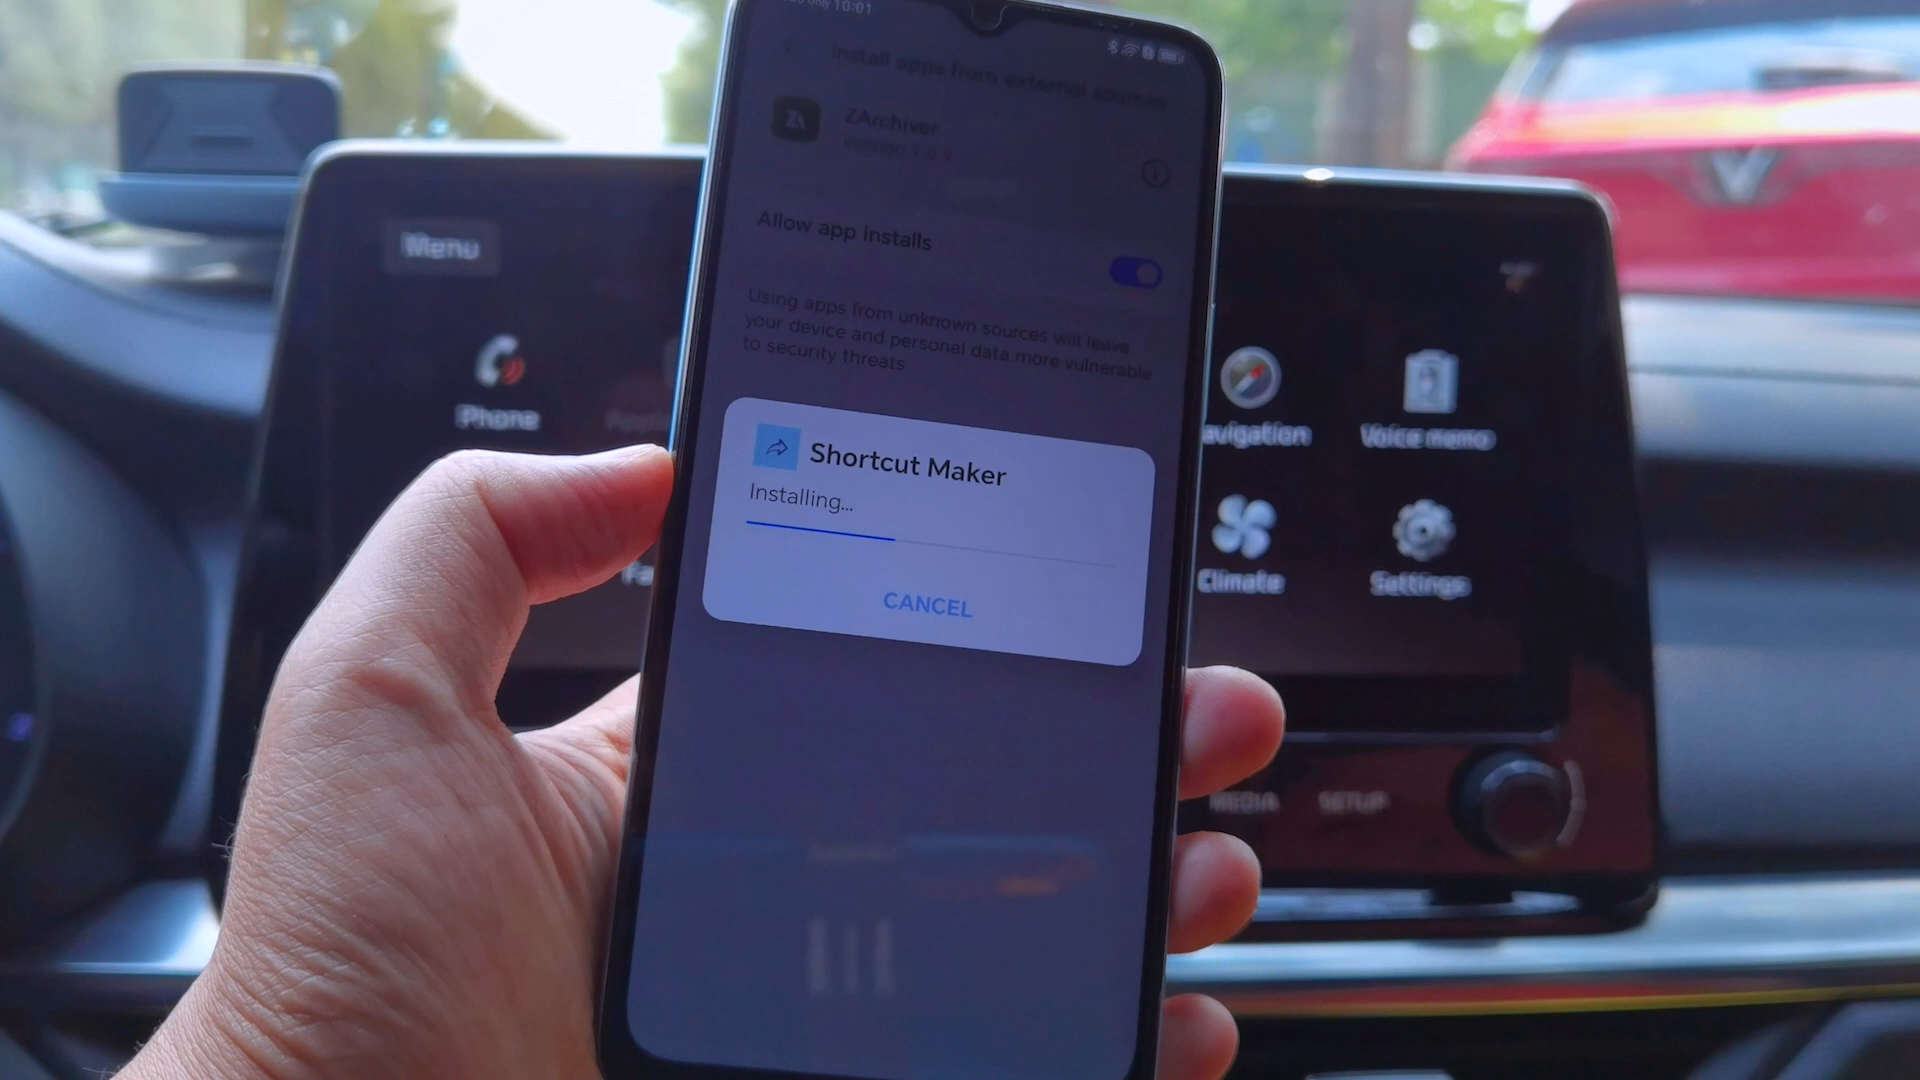 only 10:01
Install apps from external sources
ZArchiver
Allow app installs
Using apps from unknown sources will leave
your device and personal data more vulnerable
to security threats
Shortcut Maker
Installing...
CANCEL
Menu
Phone
Voice memo
Climate
Settings
MEDIA
SETUP